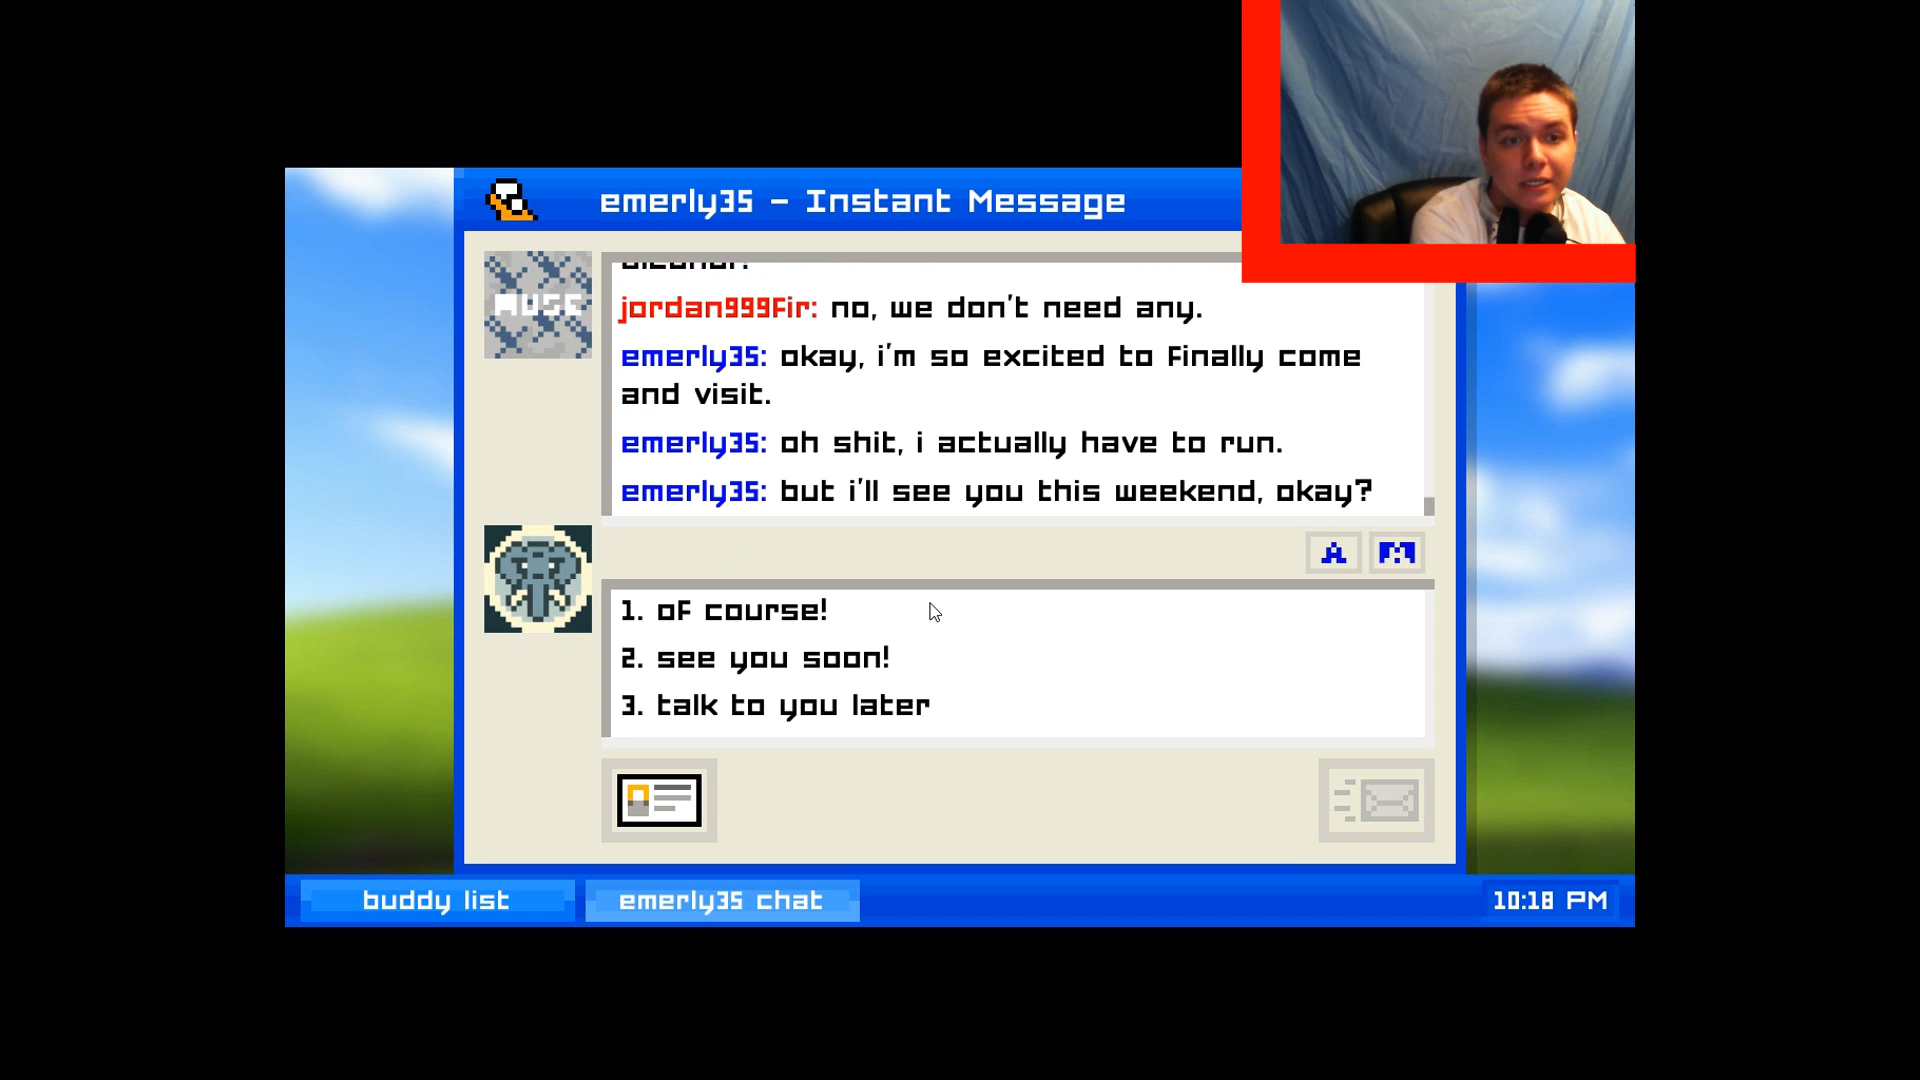 emerly35 - Instant Message
MUSE
jordan999Fir: no, we don't need any.
emerly35: okay, i'm so excited to finally come
and visit.
emerly35: oh shit, i actually have to run.
emerly35: but i'll see you this weekend, okay?
A
1. of course!
2. see you soon!
3. talk to you later
buddy list
emerly35 chat
10:18 PM